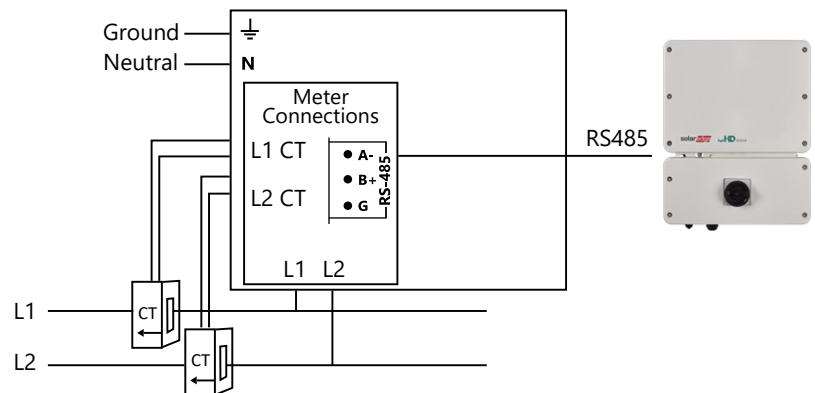 Ground
Neutral
N
Meter
Connections
L1 CT
L2 CT
A-
B+
G
RS-485
RS485
L1 L2
L1
CT
L2
CT
solar edge
HD